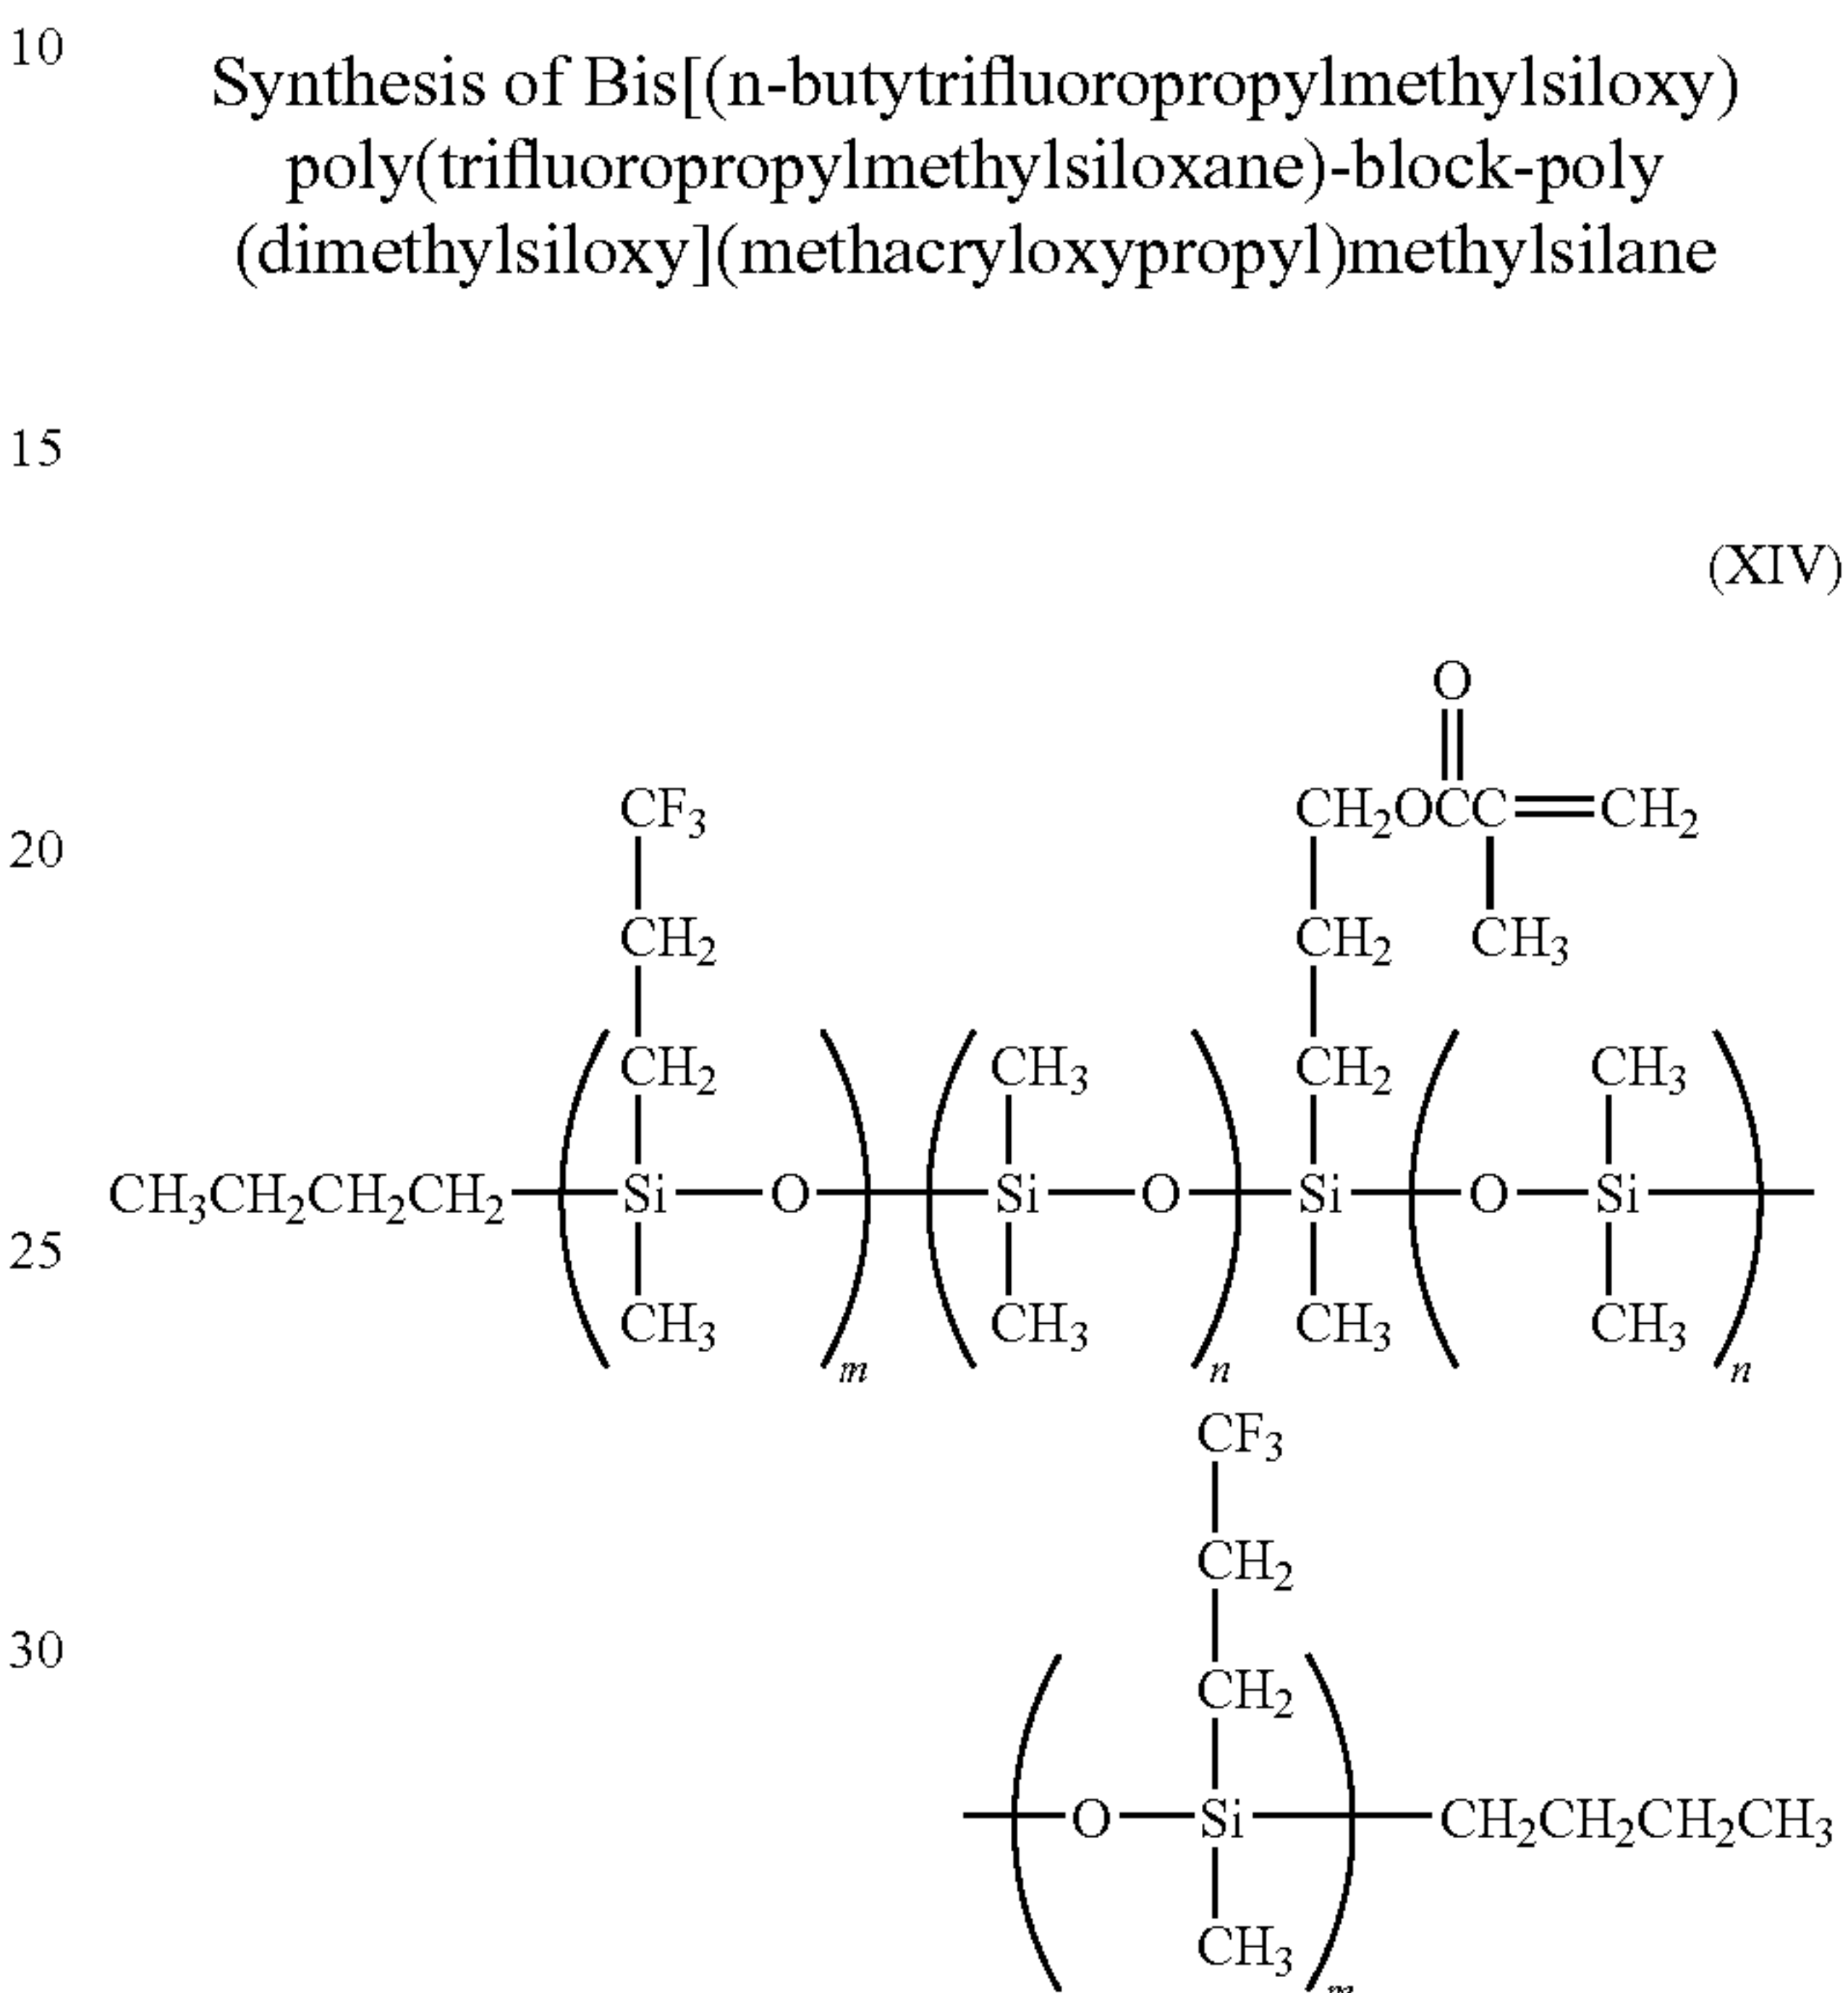 10
Synthesis of Bis[(n-butytrifluoropropylmethylsiloxy)
poly(trifluoropropylmethylsiloxane)-block-poly
(dimethylsiloxy](methacryloxypropyl)methylsilane
15
(XIV)
O
CF3 CH2OCC CH2
20
CH2 CH2 CH3
CH2 CH3 CH2 CH3
CH3CH2CH2CH2 Si O Si O Si O Si
25
CH3 CH3 CH3 CH3
m n n
CF3
CH2
30
CH2
O Si CH2CH2CH2CH3
CH3
m